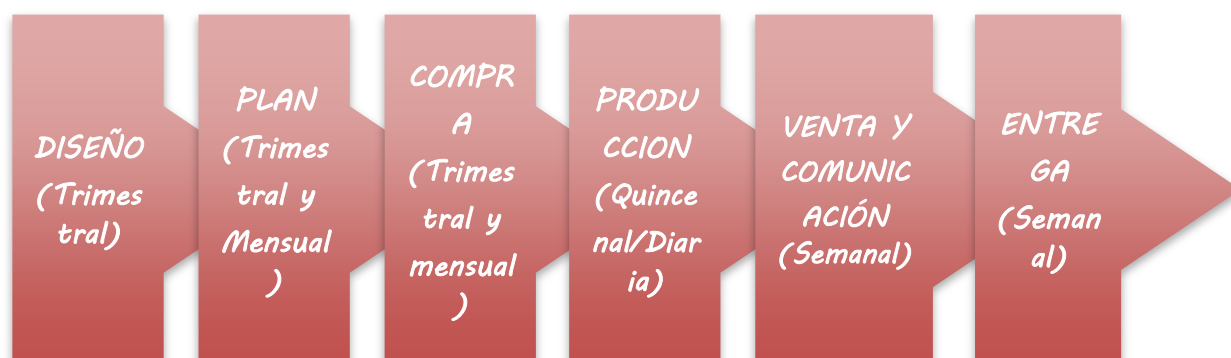 DISEÑO
(Trimes
tral)
PLAN
(Trimes
tral y
Mensual
)
COMPR
A
(Trimes
tral y
mensual
)
PRODU
CCION
(Quince
nal/Diar
ia)
VENTA Y
COMUNIC
ACIÓN
(Semanal)
ENTRE
GA
(Seman
al)